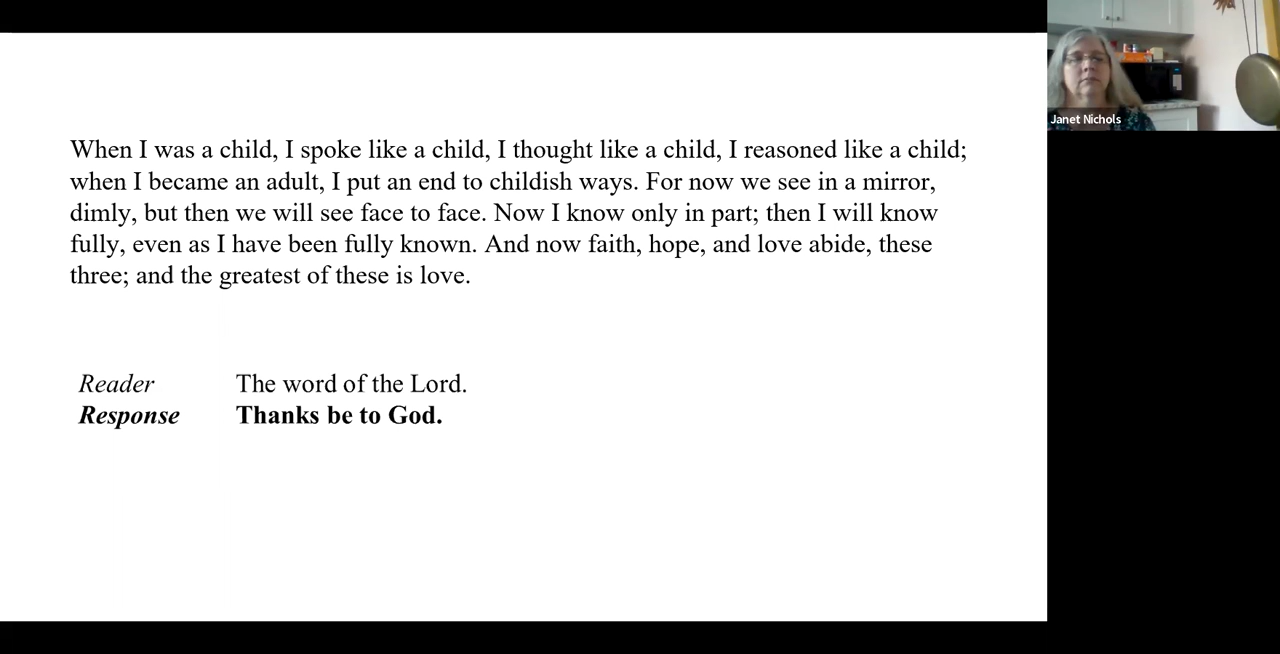 When I was a child, I spoke like a child, I thought like a child, I reasoned like a child;
when I became an adult, I put an end to childish ways. For now we see in a mirror,
dimly, but then we will see face to face. Now I know only in part; then I will know
fully, even as I have been fully known. And now faith, hope, and love abide, these
three; and the greatest of these is love.
Reader The word of the Lord.
Response Thanks be to God.
Janet Nichols